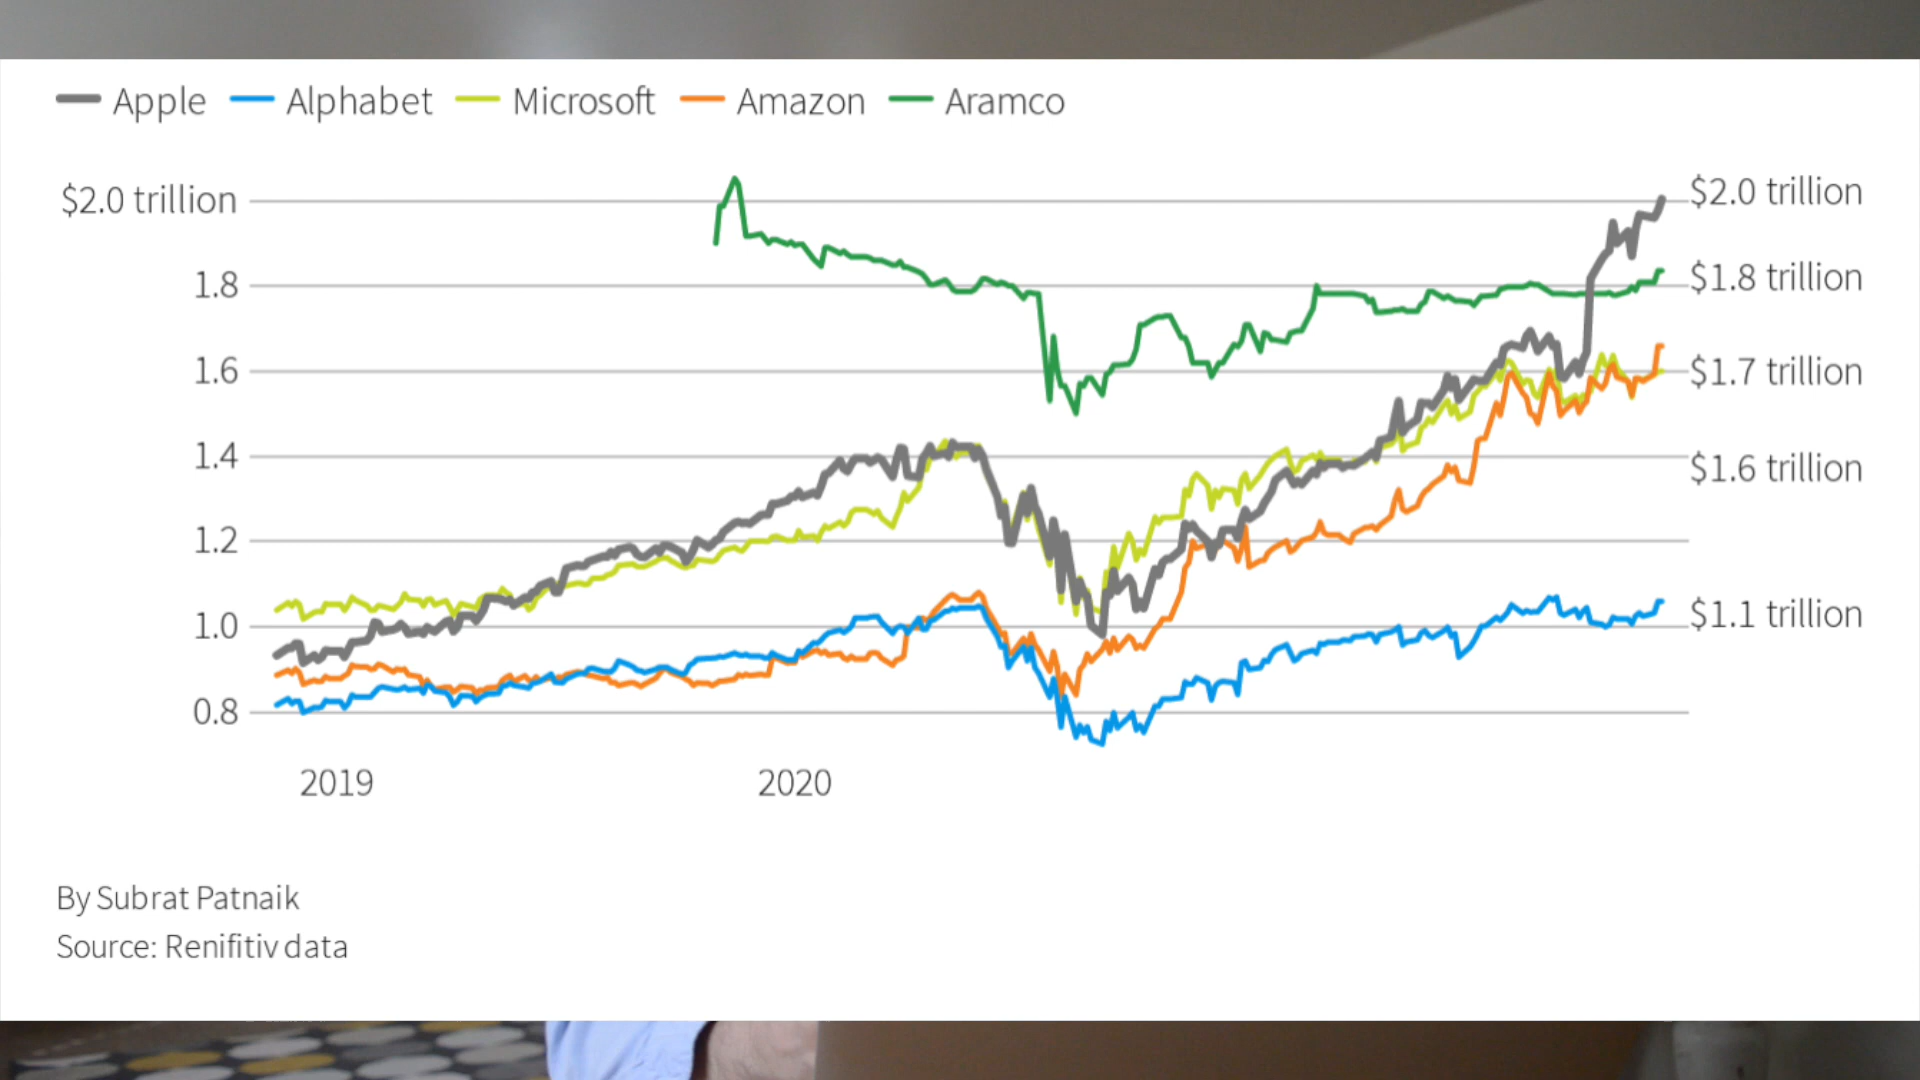 Apple Alphabet Microsoft Amazon Aramco
$2.0 trillion
1.8
1.6
1.4
1.2
1.0
0.8
$2.0 trillion
$1.8 trillion
$1.7 trillion
$1.6 trillion
$1.1 trillion
2019 2020
By Subrat Patnaik
Source: Renifitiv data